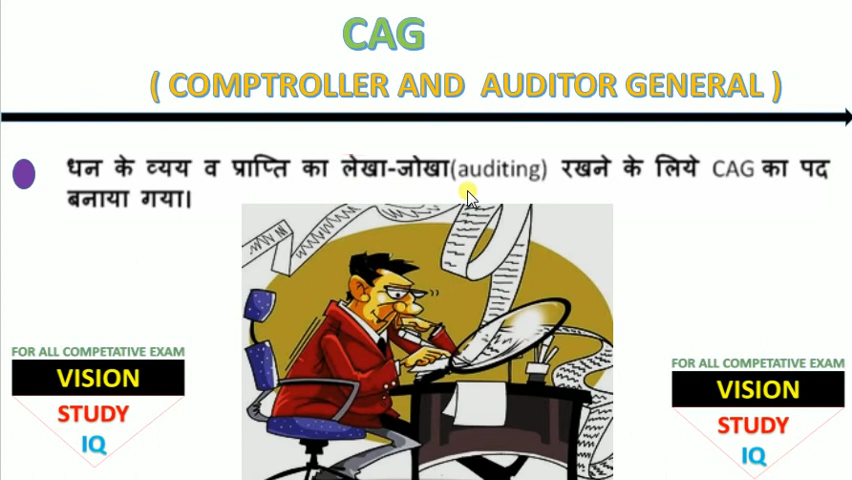 CAG
( COMPTROLLER AND AUDITOR GENERAL )
धन के व्यय व प्राप्ति का लेखा-जोखा(auditing) रखने के लिये CAG का पद
बनाया गया।
FOR ALL COMPETATIVE EXAM
VISION
STUDY
IQ
FOR ALL COMPETATIVE EXAM
VISION
STUDY
IQ